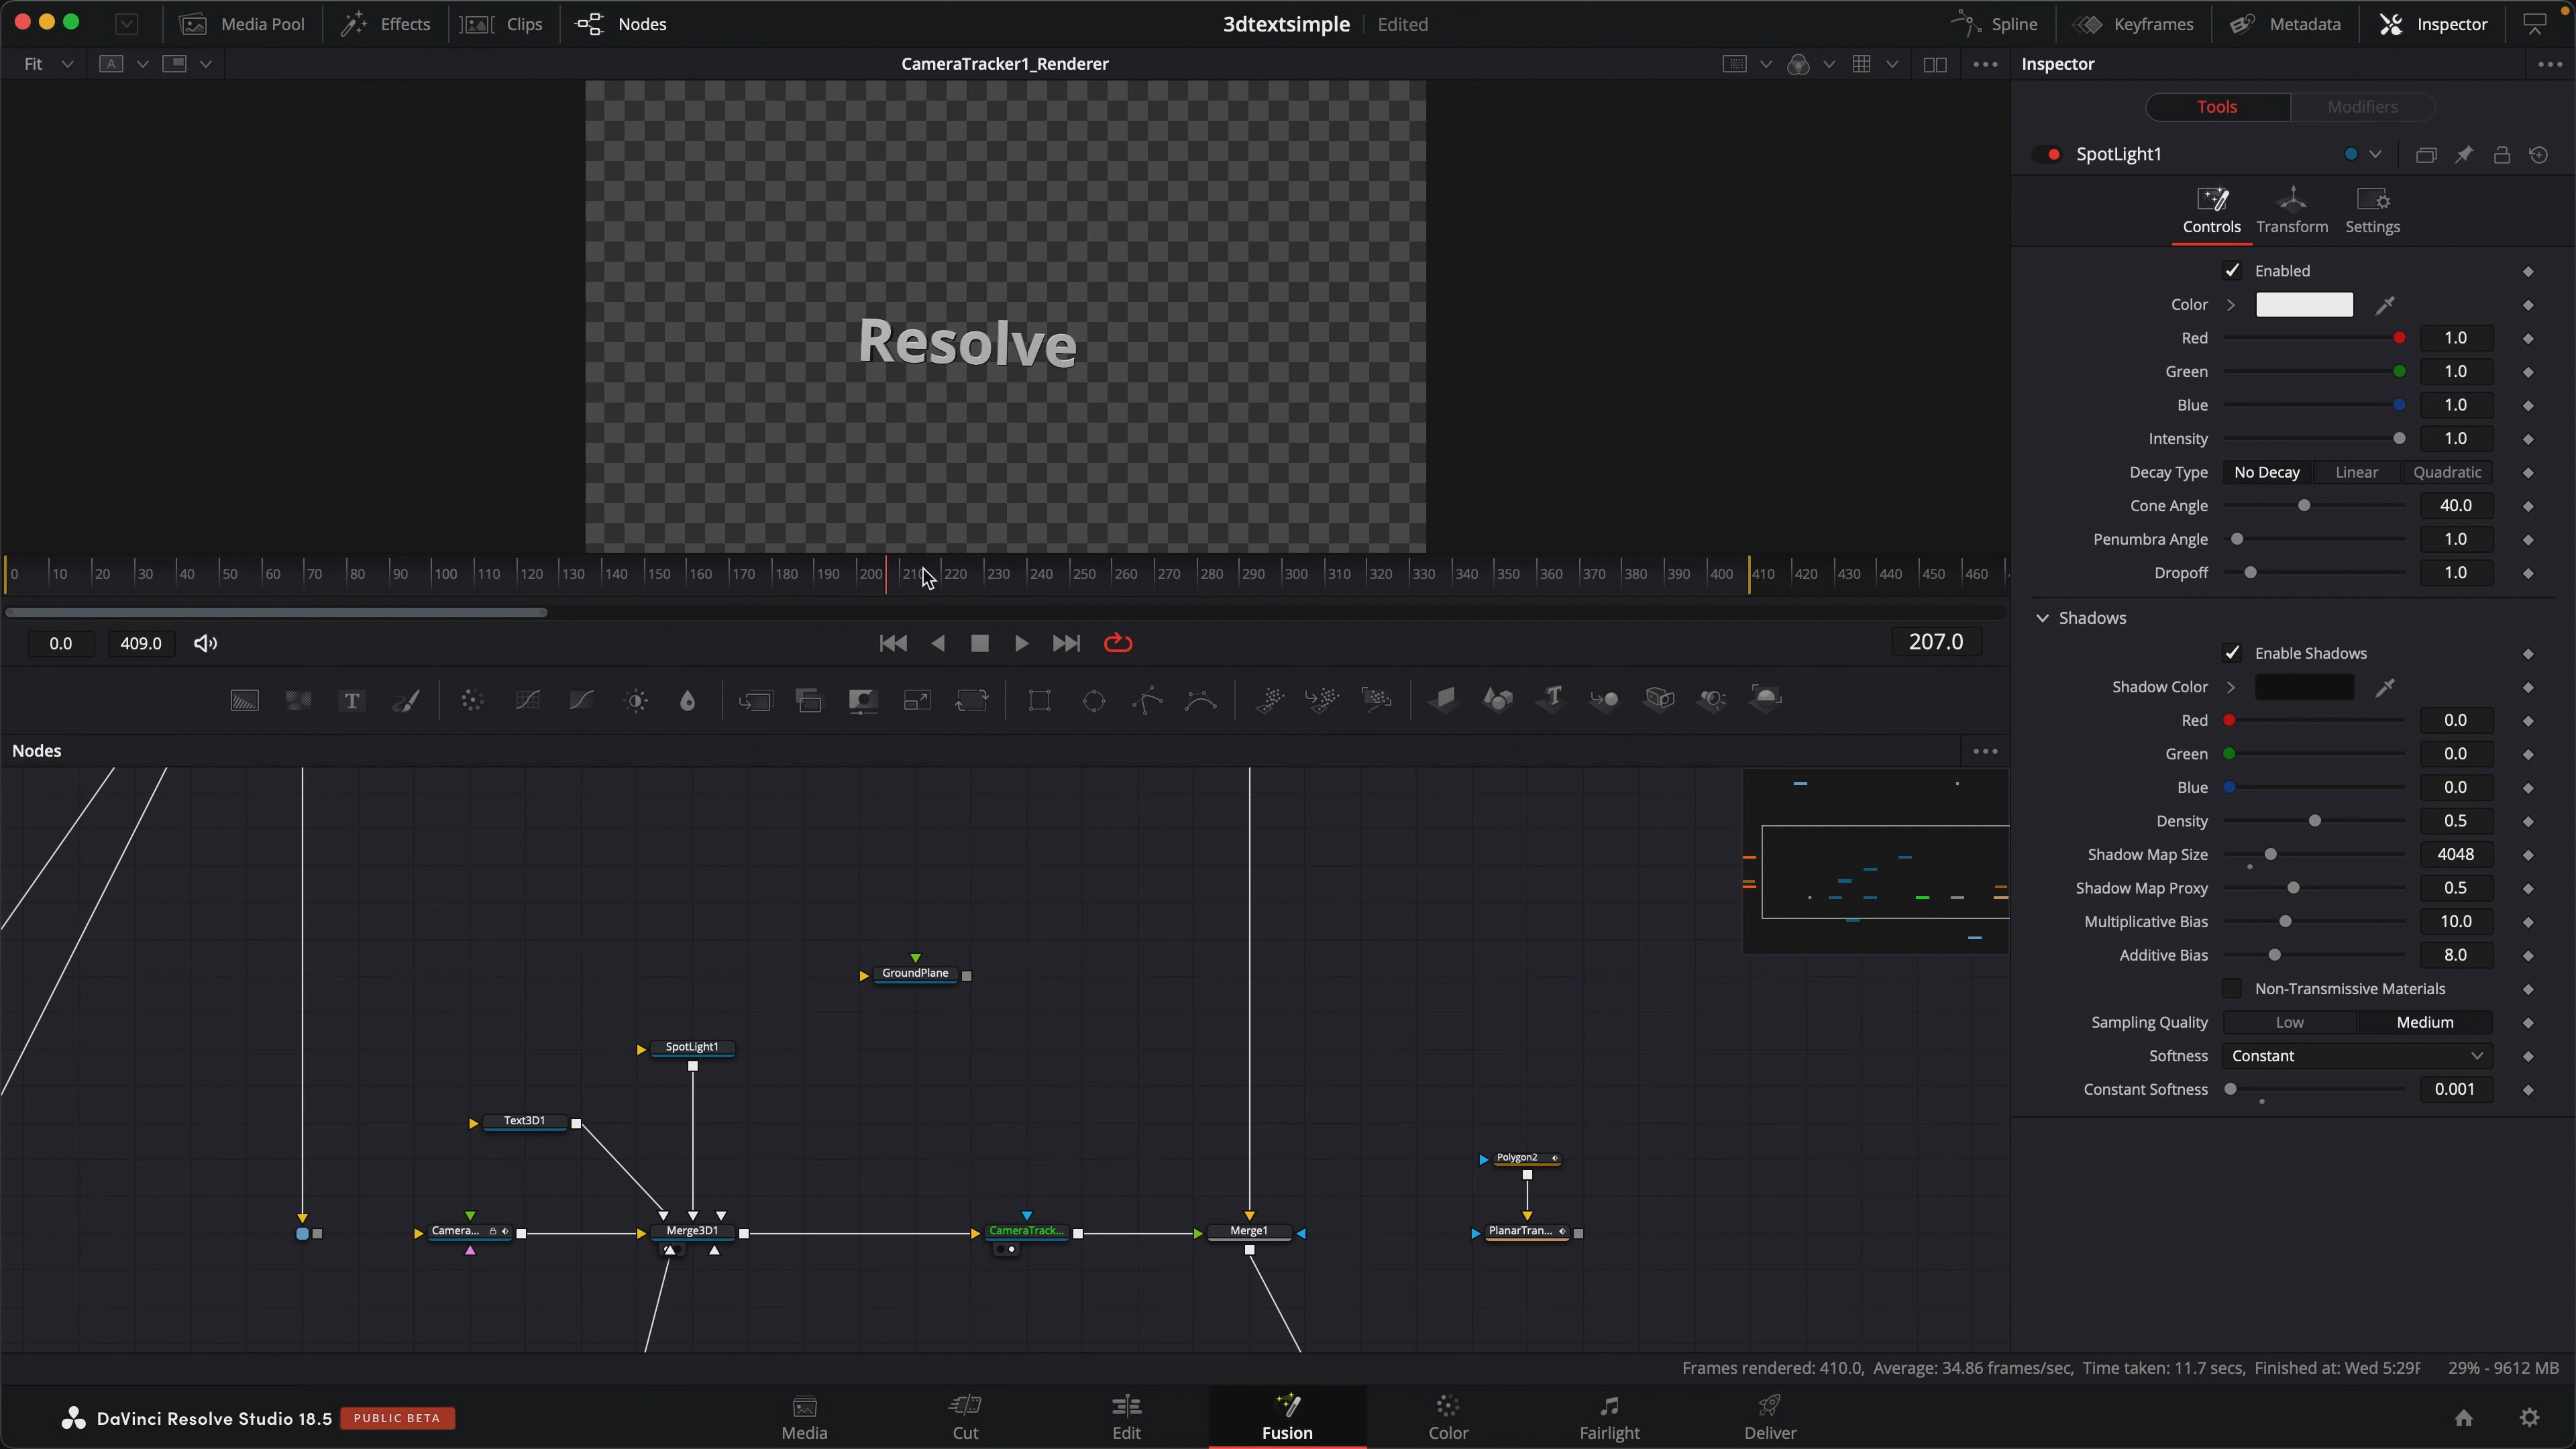 Media Pool Effects Clips Nodes 3dtextsimple Edited Spline Keyframes Metadata Inspector
Fit A CameraTracker1_Renderer Inspector
Tools Modifiers
SpotLight1
Controls Transform Settings
Enabled
Color
Red 1.0
Green 1.0
Blue 1.0
Intensity 1.0
Decay Type No Decay Linear Quadratic
Cone Angle 40.0
Penumbra Angle 1.0
Dropoff 1.0
Resolve
0 10 20 30 40 50 60 70 80 90 100 110 120 130 140 150 160 170 180 190 200 210 220 230 240 250 260 270 280 290 300 310 320 330 340 350 360 370 380 390 400 410 420 430 440 450 460
0.0 409.0 207.0
Shadows
Enable Shadows
Shadow Color
Red 0.0
Green 0.0
Blue 0.0
Density 0.5
Shadow Map Size 4048
Shadow Map Proxy 0.5
Multiplicative Bias 10.0
Additive Bias 8.0
Non-Transmissive Materials
Sampling Quality Low Medium
Softness Constant
Constant Softness 0.001
T T
Nodes
GroundPlane
SpotLight1
Text3D1
Polygon2
Camera... Merge3D1 CameraTrack... Merge1 PlanarTran...
Frames rendered: 410.0, Average: 34.86 frames/sec, Time taken: 11.7 secs, Finished at: Wed 5:29P 29% - 9612 MB
DaVinci Resolve Studio 18.5 PUBLIC BETA
Media Cut Edit Fusion Color Fairlight Deliver